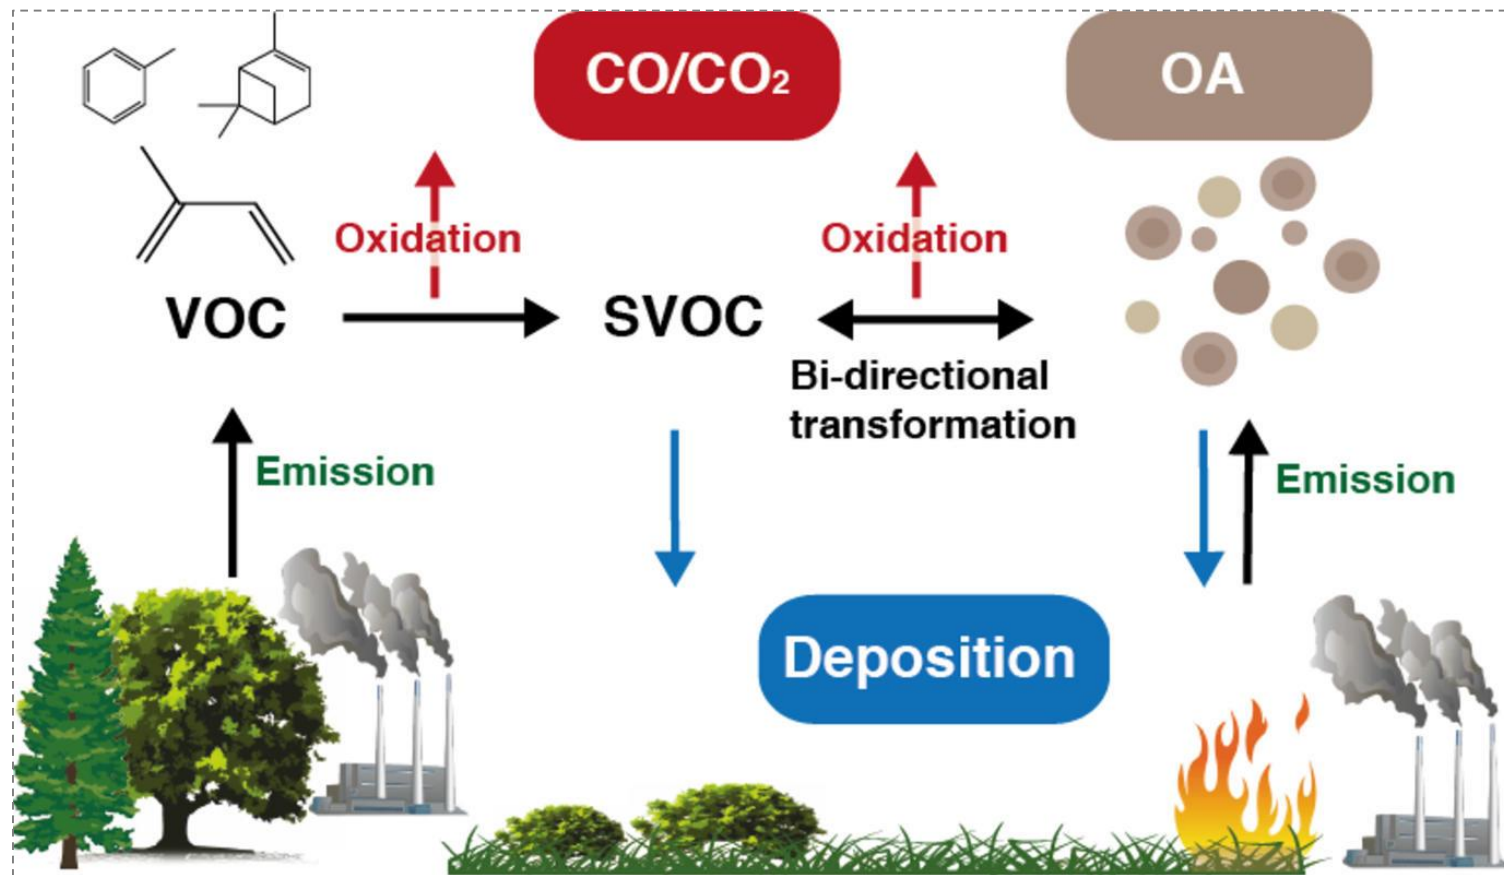 CO/CO₂
OA
Oxidation
Oxidation
VOC
SVOC
Bi-directional
transformation
Emission
Emission
Deposition